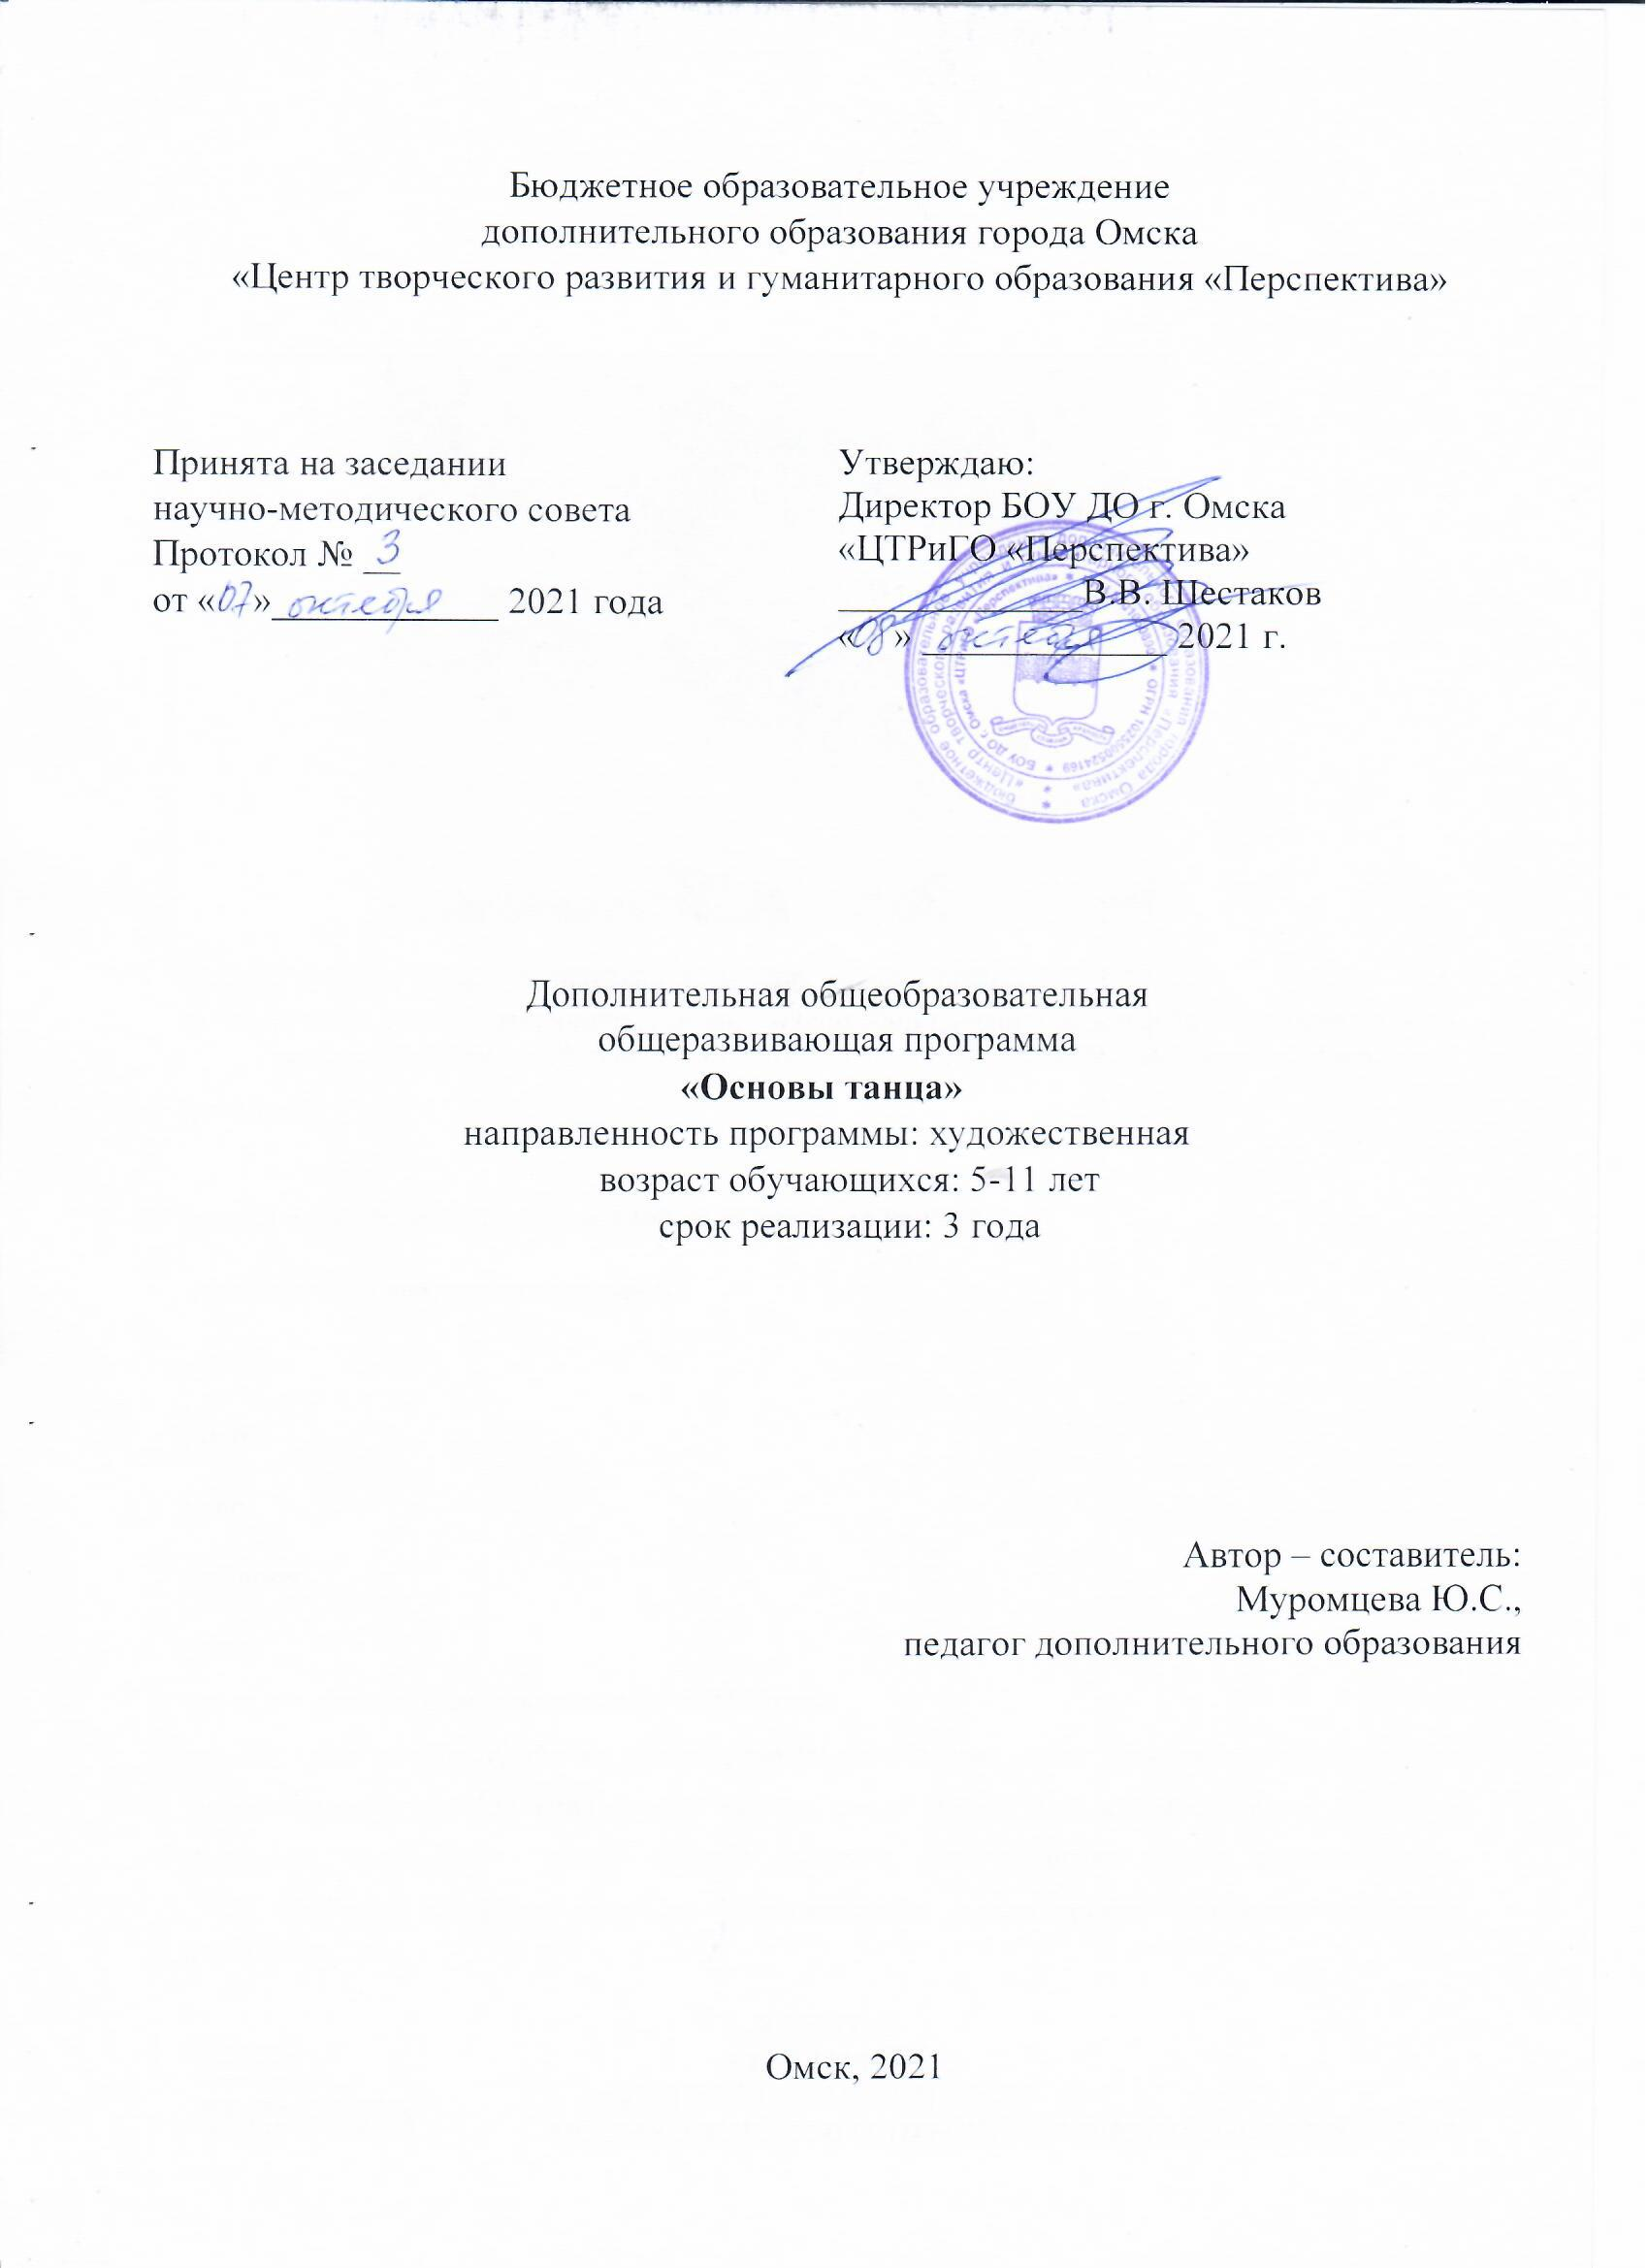 Бюджетное образовательное учреждение
дополнительного образования города Омска
«Центр творческого развития и гуманитарного образования «Перспектива»
Принята на заседании
научно-методического совета
Протокол № 3
от «07» октября 2021 года
Утверждаю:
Директор БОУ ДО г. Омска
«ЦТРиГО «Перспектива»
В.В. Шестаков
«08» октября 2021 г.
Дополнительная общеобразовательная
общеразвивающая программа
«Основы танца»
направленность программы: художественная
возраст обучающихся: 5-11 лет
срок реализации: 3 года
Автор – составитель:
Муромцева Ю.С.,
педагог дополнительного образования
Омск, 2021